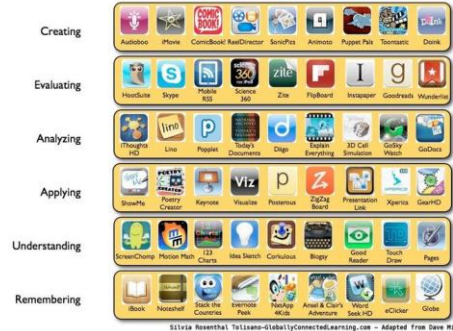 Creating
Audioboo iMovie ComicBook! ReelDirector SonicPics Animoto Puppet Pals Toontastic Doink
Evaluating
HootSuite Skype Mobile RSS Science 360 Zite FlipBoard Instapaper Goodreads Wunderlist
Analyzing
iThoughts HD Lino Popplet Today's Documents Diigo Explain Everything 3D Cell Simulation GoSky Watch GoDocs
Applying
ShowMe Poetry Creator Keynote Visualize Posterous ZigZag Board Presentation Link Xperica GearHD
Understanding
ScreenChomp Motion Math 123 Charts Idea Sketch Corkulous Blogsy Good Reader Touch Draw Pages
Remembering
iBook Noteshelf Stack the Countries Evernote Peek NxtApp 4Kids Ansel & Clair's Adventure Word Seek HD eClicker Globe
Silvia Rosenthal Tolisano-GloballyConnectedLearning.com - Adapted from Dave Mi